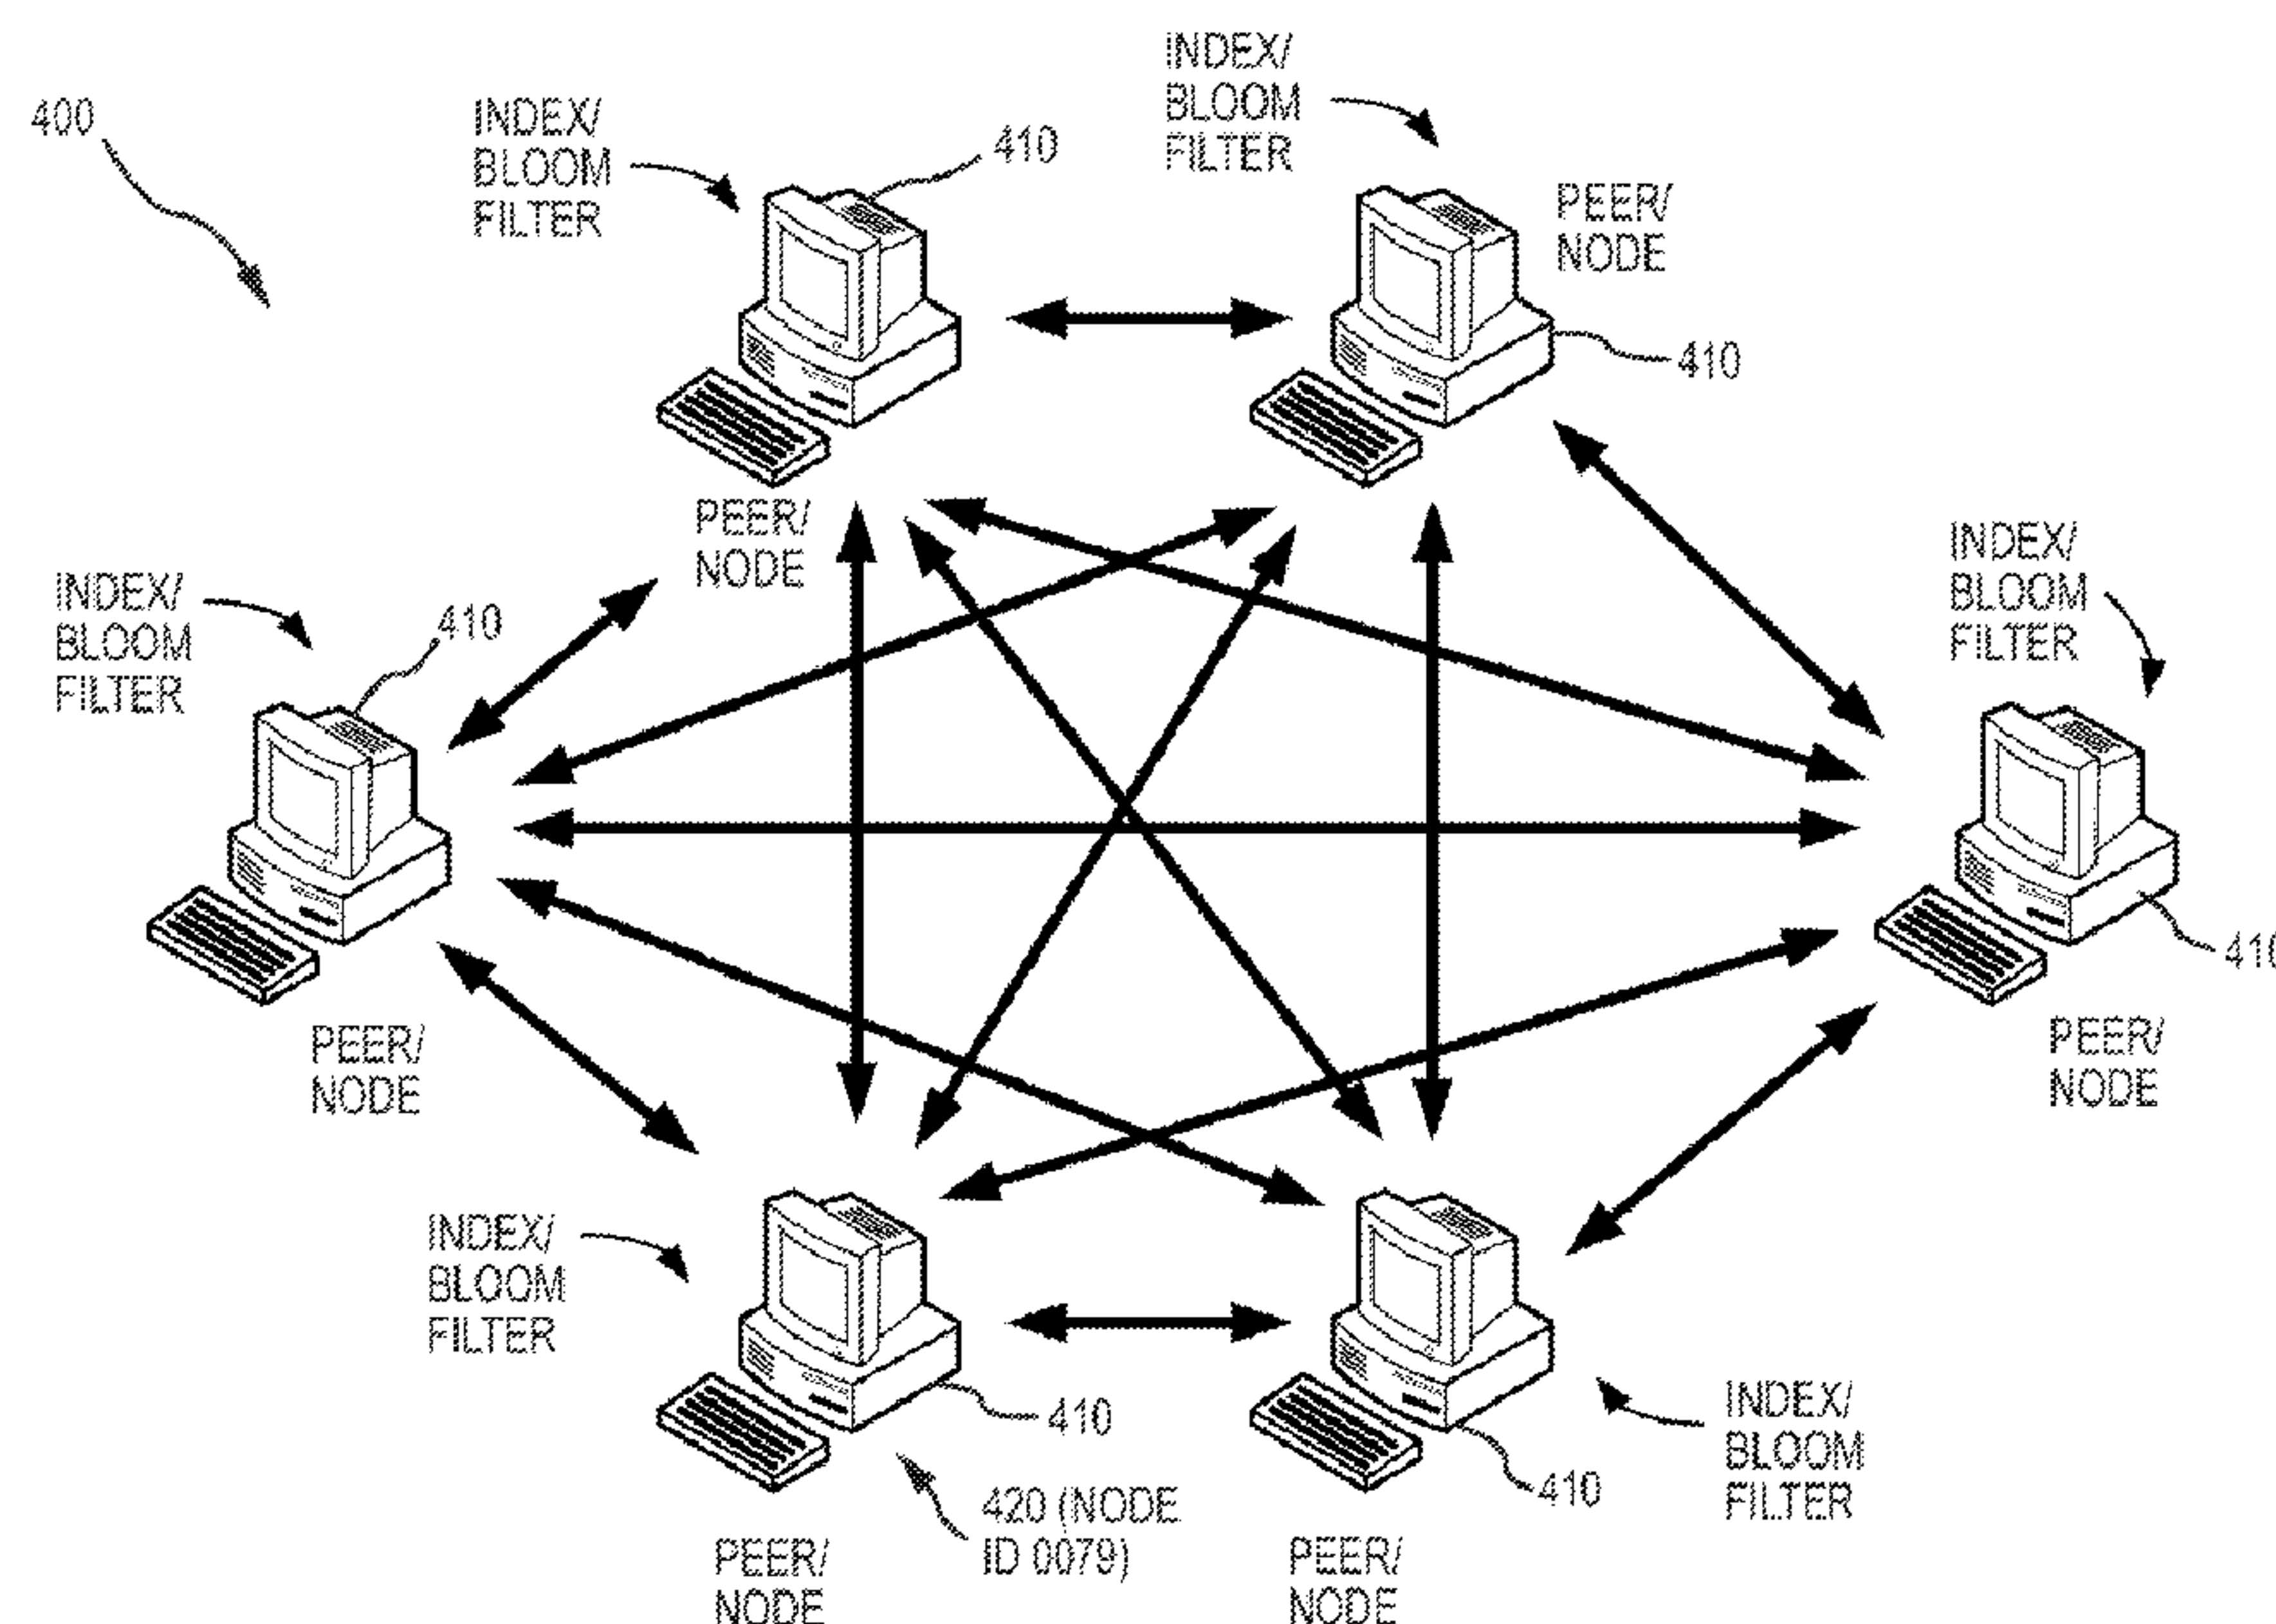 400
INDEX/
BLOOM
FILTER
410
INDEX/
BLOOM
FILTER
PEER/
NODE
410
PEER/
NODE
INDEX/
BLOOM
FILTER
410
INDEX/
BLOOM
FILTER
410
PEER/
NODE
PEER/
NODE
INDEX/
BLOOM
FILTER
410
420 (NODE
ID 0079)
PEER/
NODE
410
INDEX/
BLOOM
FILTER
PEER/
NODE